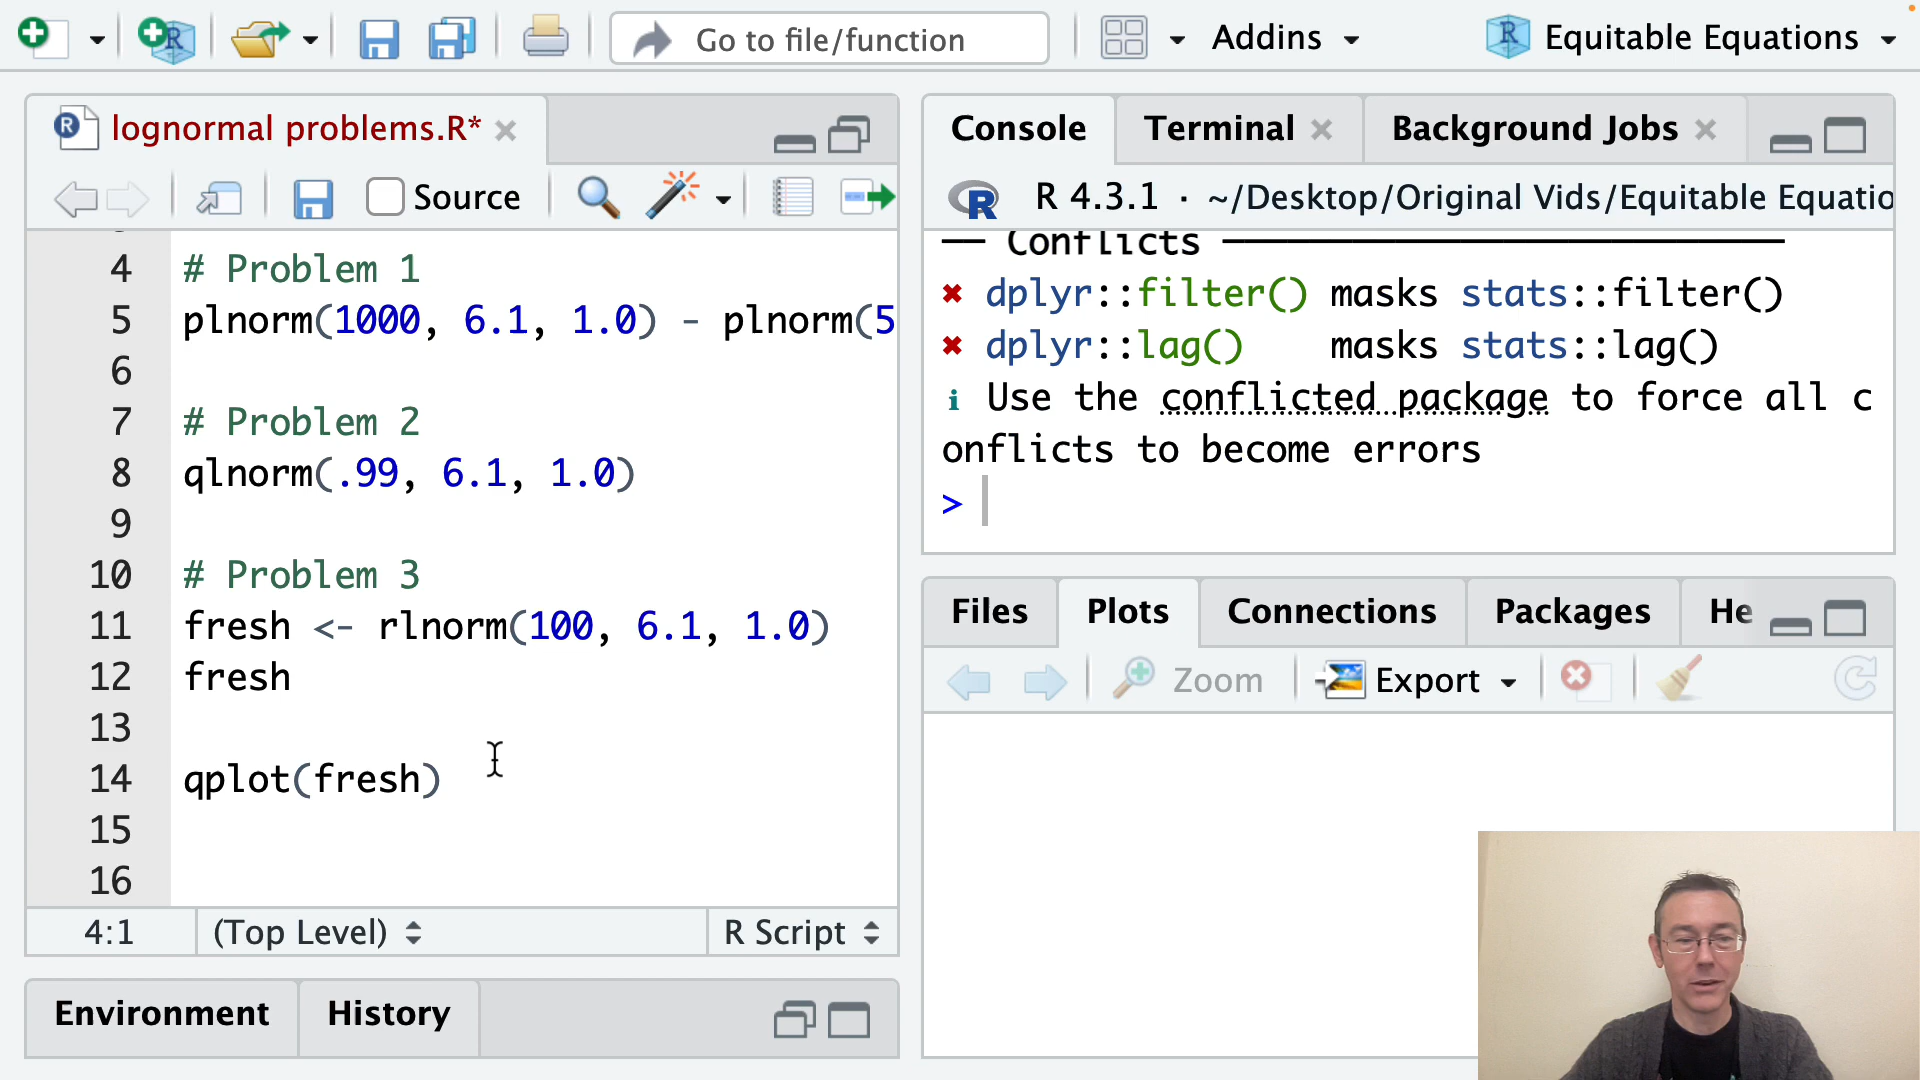 Go to file/function
Addins
Equitable Equations
lognormal problems.R*
Source
4 # Problem 1
5 plnorm(1000, 6.1, 1.0) - plnorm(5
6
7 # Problem 2
8 qlnorm(.99, 6.1, 1.0)
9
10 # Problem 3
11 fresh <- rlnorm(100, 6.1, 1.0)
12 fresh
13
14 qplot(fresh)
15
16
4:1 (Top Level) R Script
Environment History
Console Terminal Background Jobs
R 4.3.1 · ~/Desktop/Original Vids/Equitable Equatio
── Conflicts ────────────────
✖ dplyr::filter() masks stats::filter()
✖ dplyr::lag()    masks stats::lag()
ℹ Use the conflicted package to force all c
onflicts to become errors
>
Files Plots Connections Packages He
Zoom Export